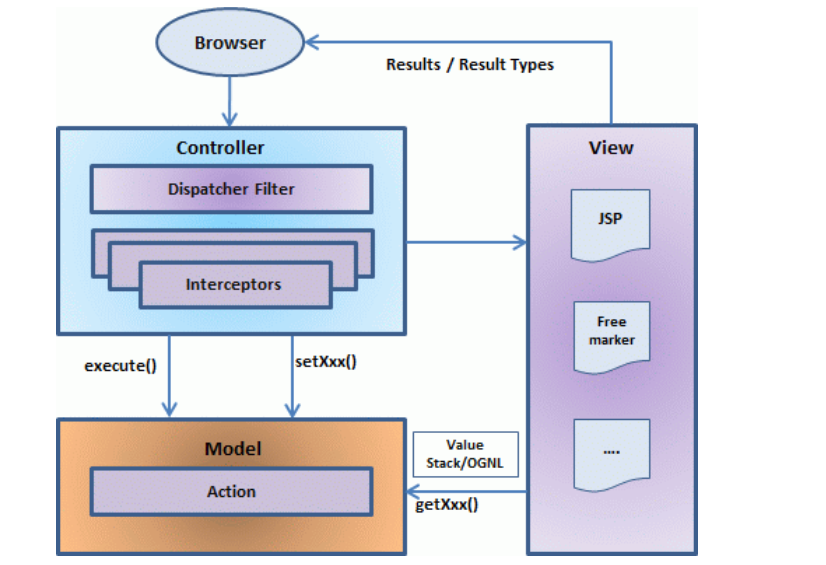 Browser
Results / Result Types
Controller
View
Dispatcher Filter
JSP
Interceptors
Free
marker
execute()
setXxx()
Model
Value
Stack/OGNL
....
Action
getXxx()